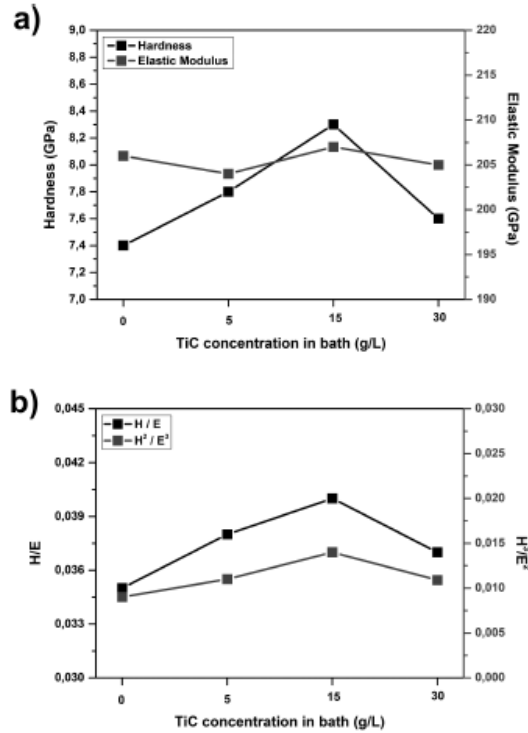 a)
Hardness
Elastic Modulus
9,0
8,8
8,6
8,4
8,2
8,0
7,8
7,6
7,4
7,2
7,0
Hardness (GPa)
220
215
210
205
200
195
190
Elastic Modulus (GPa)
0 5 15 30
TiC concentration in bath (g/L)
b)
H / E
H³ / E²
0,045
0,042
0,039
0,036
0,033
0,030
H/E
0,030
0,025
0,020
0,015
0,010
0,005
0,000
H³/E²
0 5 15 30
TiC concentration in bath (g/L)